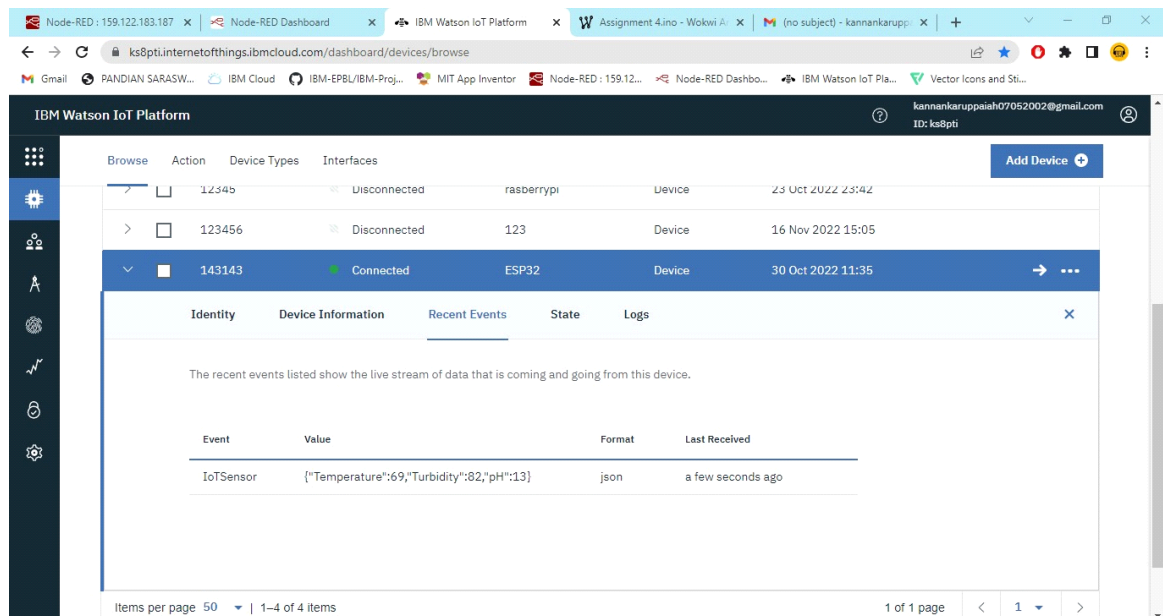 Node-RED : 159.122.183.187
Node-RED Dashboard
IBM Watson IoT Platform
Assignment 4.ino - Wokwi A
(no subject) - kannankaruppa
ks8pti.internetofthings.ibmcloud.com/dashboard/devices/browse
Gmail
PANDIAN SARASW...
IBM Cloud
IBM-EPBL/IBM-Proj...
MIT App Inventor
Node-RED : 159.12...
Node-RED Dashbo...
IBM Watson IoT Pla...
Vector Icons and Sti...
IBM Watson IoT Platform
kannankaruppaiah07052002@gmail.com
ID: ks8pti
Browse Action Device Types Interfaces
Add Device
12345 Disconnected rasberrypi Device 23 Oct 2022 23:42
123456 Disconnected 123 Device 16 Nov 2022 15:05
143143 Connected ESP32 Device 30 Oct 2022 11:35
Identity Device Information Recent Events State Logs
The recent events listed show the live stream of data that is coming and going from this device.
Event Value Format Last Received
IoTSensor {"Temperature":69,"Turbidity":82,"pH":13} json a few seconds ago
Items per page 50 | 1–4 of 4 items 1 of 1 page 1